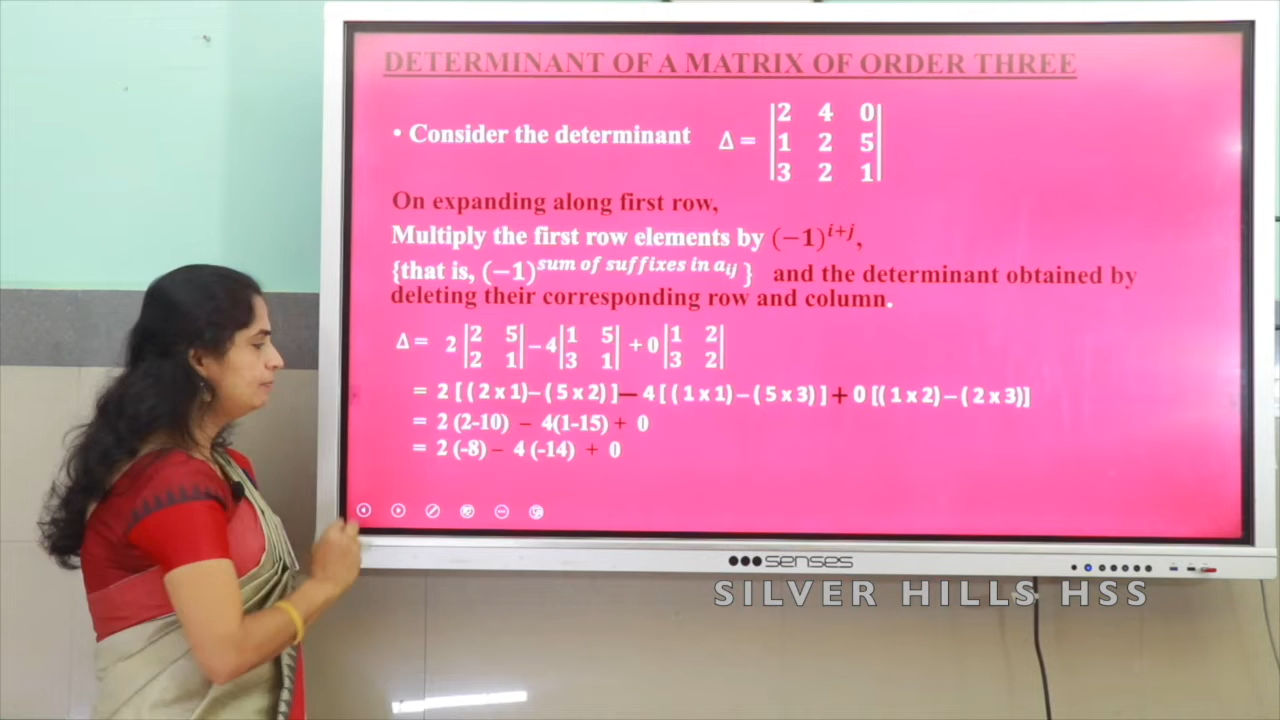 DETERMINANT OF A MATRIX OF ORDER THREE
• Consider the determinant Δ = |2 4 0|
|1 2 5|
|3 2 1|
On expanding along first row,
Multiply the first row elements by (−1)^{i+j},
{that is, (−1)^{sum of suffixes in a_{ij}} } and the determinant obtained by
deleting their corresponding row and column.
Δ = 2 |2 5| − 4 |1 5| + 0 |1 2|
|2 1| |3 1| |3 2|
= 2 [ ( 2 x 1)− ( 5 x 2) ]− 4 [ ( 1 x 1) − ( 5 x 3) ] + 0 [( 1 x 2) − ( 2 x 3)]
= 2 (2-10) − 4(1-15) + 0
= 2 (-8) − 4 (-14) + 0
senses
SILVER HILLS HSS